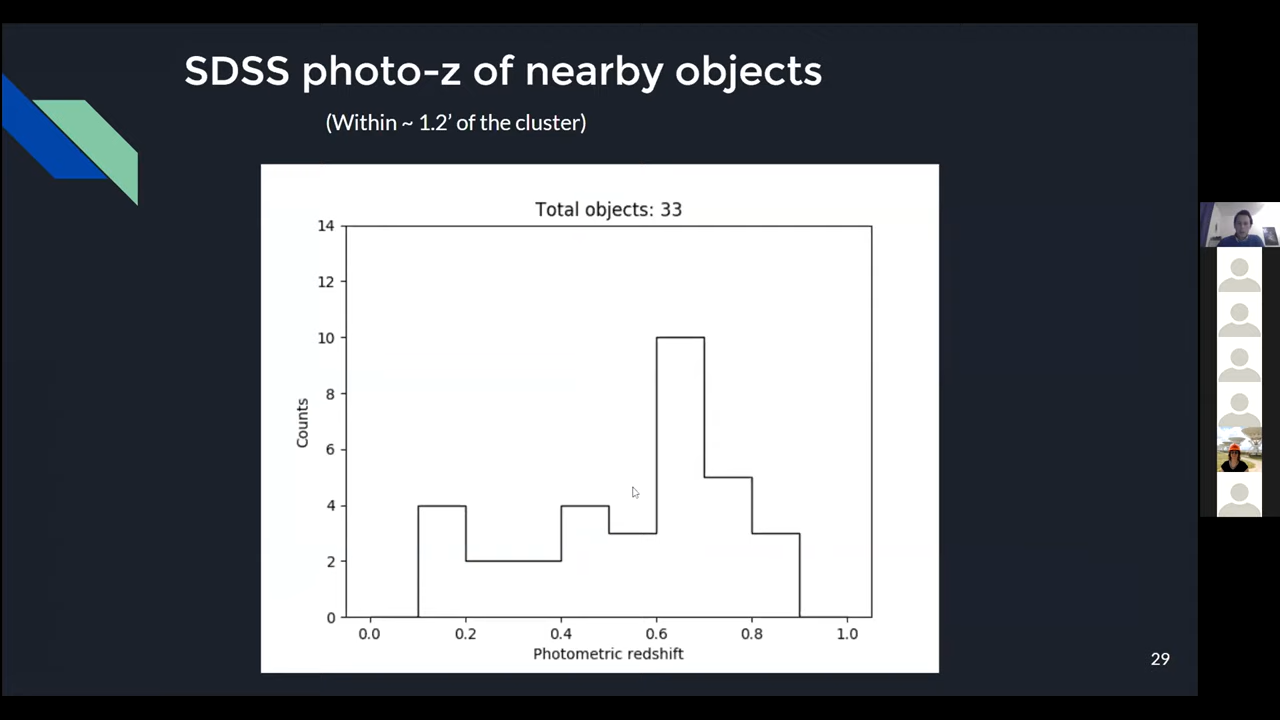 SDSS photo-z of nearby objects
(Within ~ 1.2' of the cluster)
Total objects: 33
14
12
10
8
6
4
2
0
Counts
0.0 0.2 0.4 0.6 0.8 1.0
Photometric redshift
29